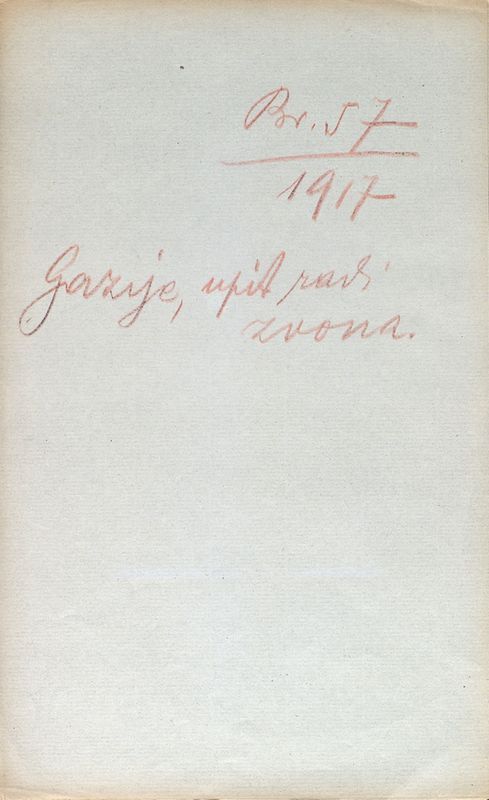 Br. 57
1917
Gazije, upit radi
zvona.